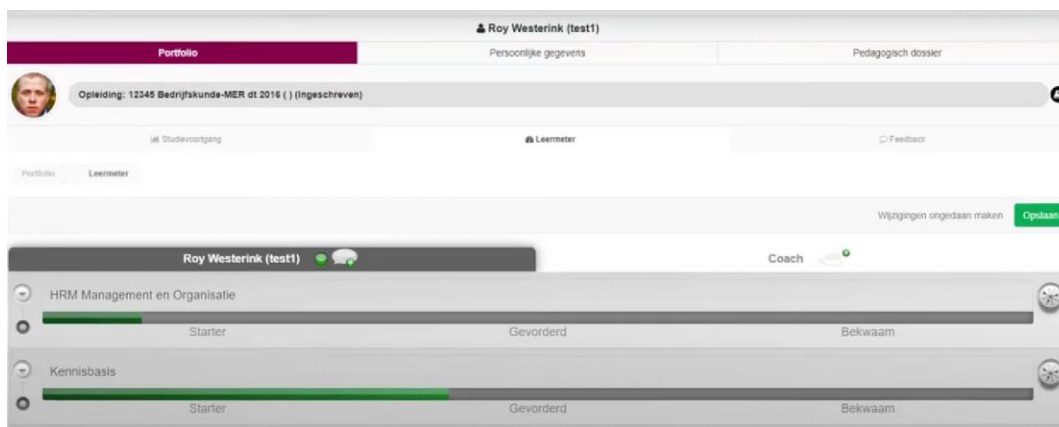 Roy Westerink (test1)
Portfolio Persoonlijke gegevens Pedagogisch dossier
Opleiding: 12345 Bedrijfskunde-MER dt 2016 ( ) (Ingeschreven)
Studievoortgang Leermeter Feedback
Portfolio Leermeter
Wijzigingen ongedaan maken Opslaan
Roy Westerink (test1) Coach
HRM Management en Organisatie
Starter Gevorderd Bekwaam
Kennisbasis
Starter Gevorderd Bekwaam